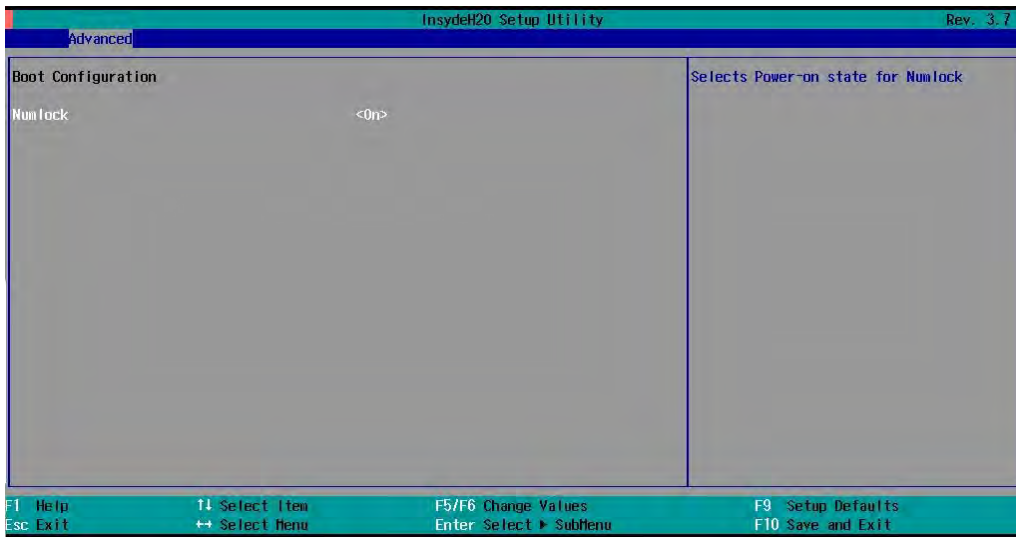 InsydeH20 Setup Utility Rev. 3.7
Advanced
Boot Configuration
Numlock <On>
Selects Power-on state for Numlock
F1 Help ↑↓ Select Item F5/F6 Change Values F9 Setup Defaults
Esc Exit ↔ Select Menu Enter Select ▶ SubMenu F10 Save and Exit